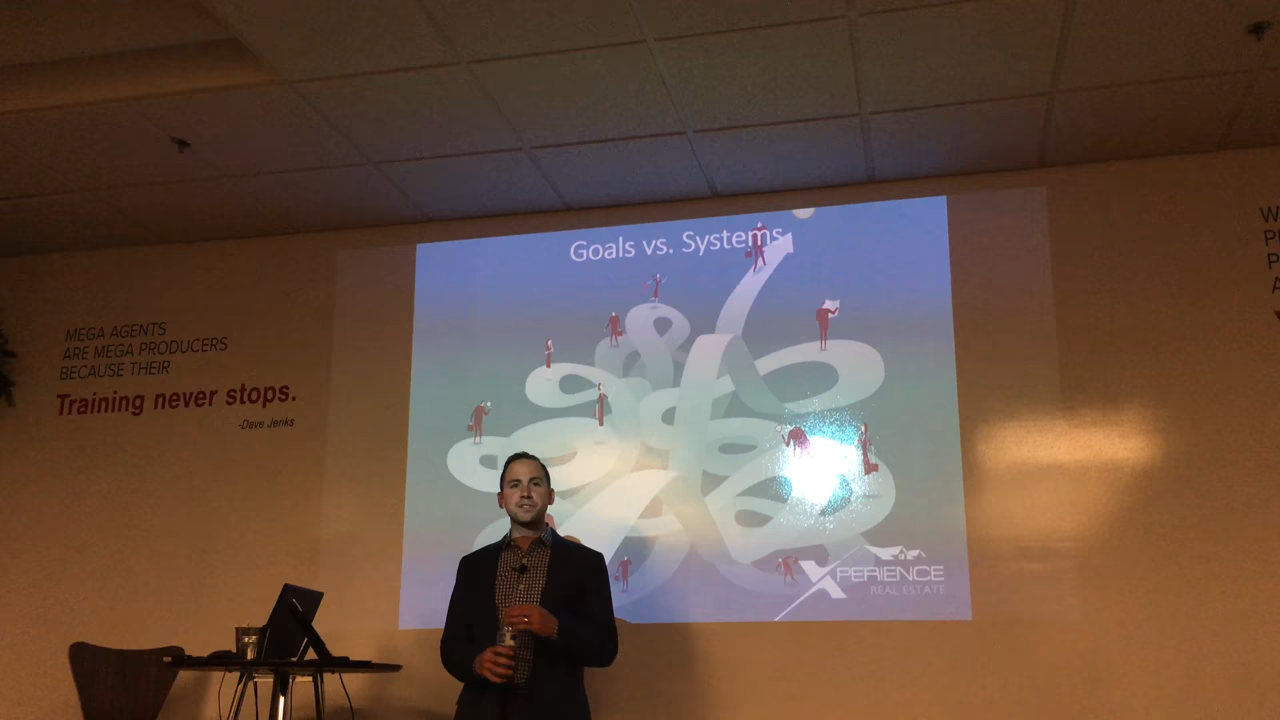 Goals vs. Systems
MEGA AGENTS
ARE MEGA PRODUCERS
BECAUSE THEIR
Training never stops.
-Dave Jenks
XPERIENCE
REAL ESTATE